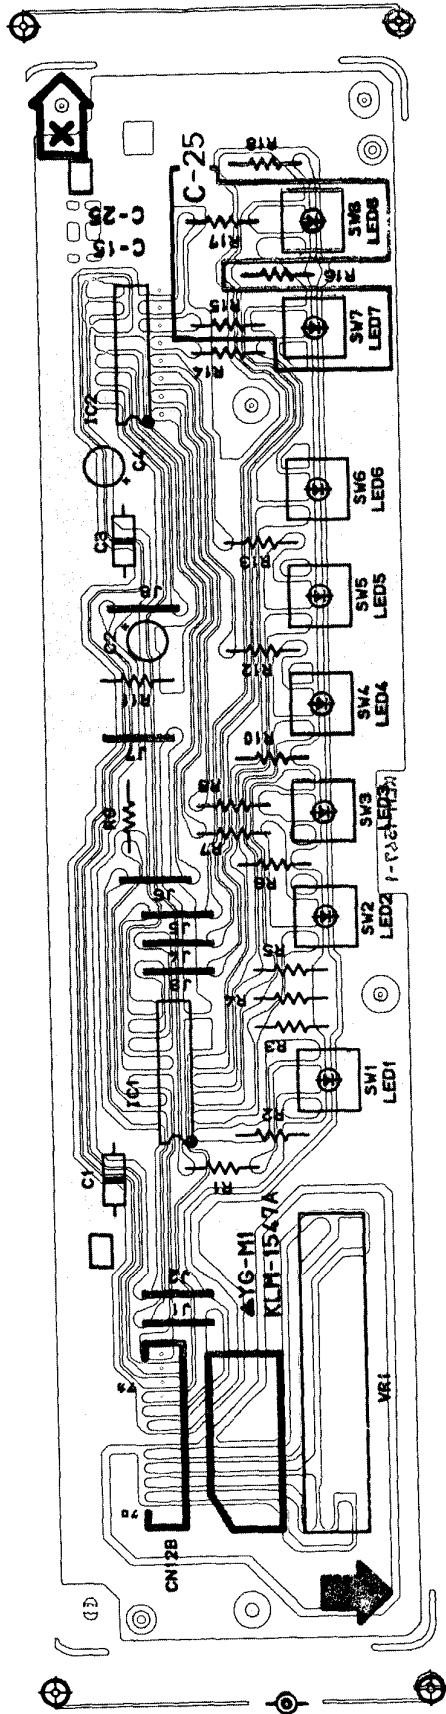 R18
C-25
SW8
LED8
R17
C-25
C-15
R16
R15
SW7
LED7
R14
IC2
C4
SW6
LED6
C3
R13
SW5
LED5
J8
C2
R12
R11
SW4
LED4
R10
J7
R9
R8
SW3
LED3
R7
R6
J6
SW2
LED2
J5
R5
J4
R4
J3
R3
IC1
SW1
LED1
R2
C1
R1
YG-M1
KLM-1547A
J2
J1
VR1
CN12B